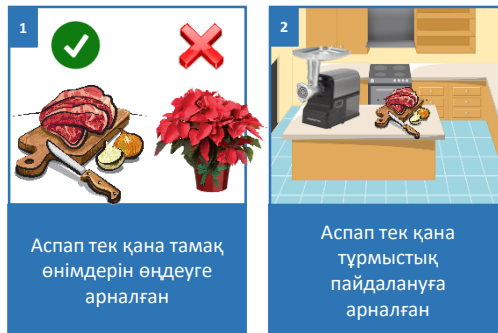 1
Аспап тек қана тамақ
өнімдерін өңдеуге
арналған
2
Аспап тек қана
тұрмыстық
пайдалануға
арналған